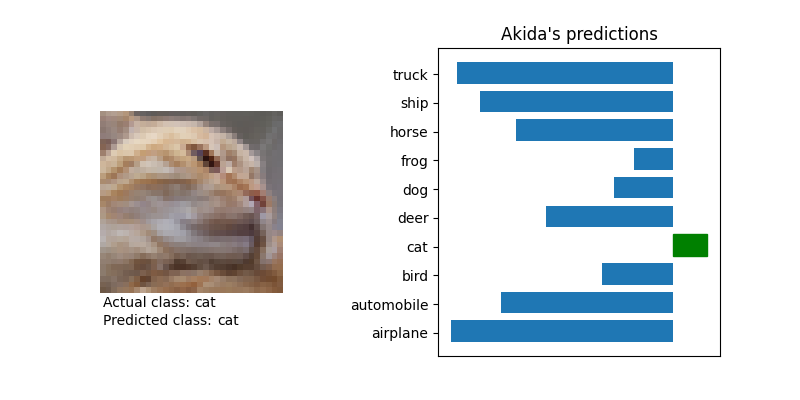 Akida's predictions
truck
ship
horse
frog
dog
deer
cat
bird
automobile
airplane
Actual class: cat
Predicted class: cat